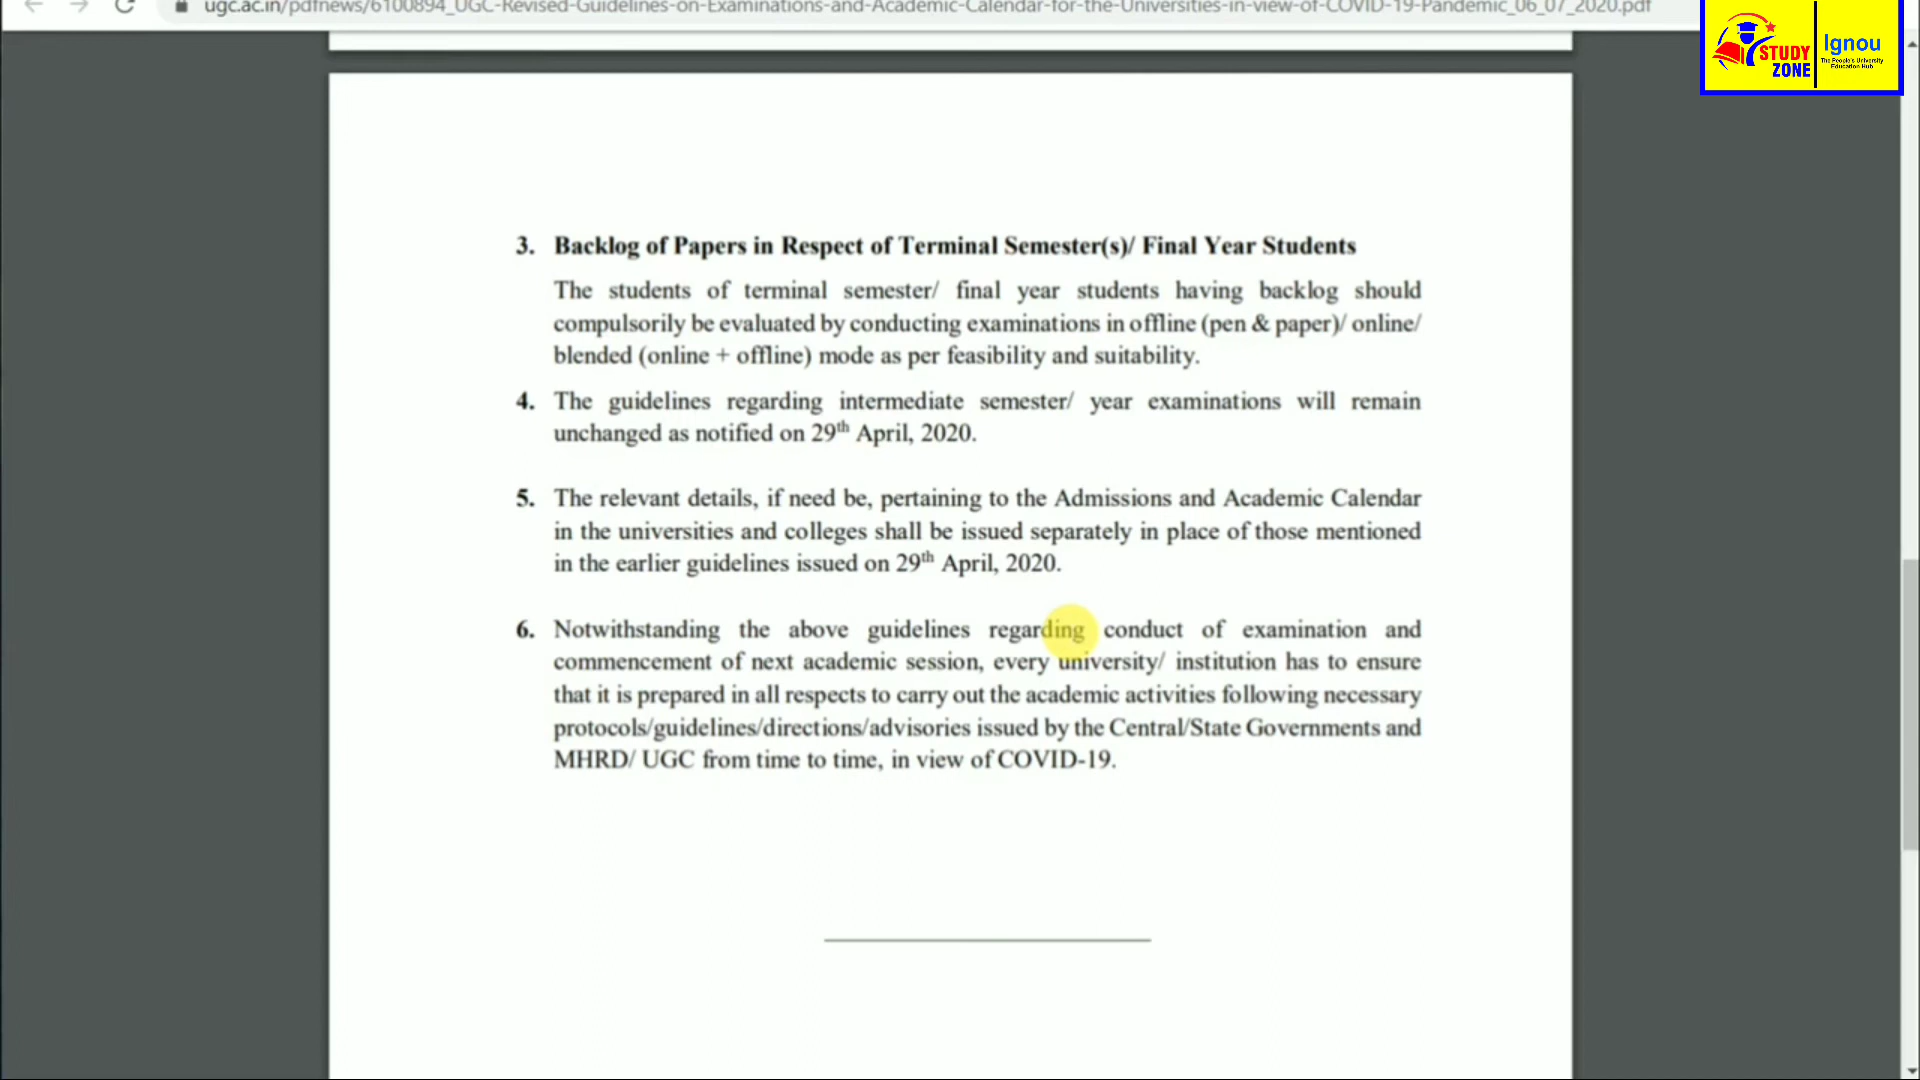 ugc.ac.in/pdfnews/6100894_UGC-Revised-Guidelines-on-Examinations-and-Academic-Calendar-for-the-Universities-in-view-of-COVID-19-Pandemic_06_07_2020.pdf
STUDY
ZONE
Ignou
The People's University
Education Hub
3. Backlog of Papers in Respect of Terminal Semester(s)/ Final Year Students
The students of terminal semester/ final year students having backlog should
compulsorily be evaluated by conducting examinations in offline (pen & paper)/ online/
blended (online + offline) mode as per feasibility and suitability.
4. The guidelines regarding intermediate semester/ year examinations will remain
unchanged as notified on 29th April, 2020.
5. The relevant details, if need be, pertaining to the Admissions and Academic Calendar
in the universities and colleges shall be issued separately in place of those mentioned
in the earlier guidelines issued on 29th April, 2020.
6. Notwithstanding the above guidelines regarding conduct of examination and
commencement of next academic session, every university/ institution has to ensure
that it is prepared in all respects to carry out the academic activities following necessary
protocols/guidelines/directions/advisories issued by the Central/State Governments and
MHRD/ UGC from time to time, in view of COVID-19.